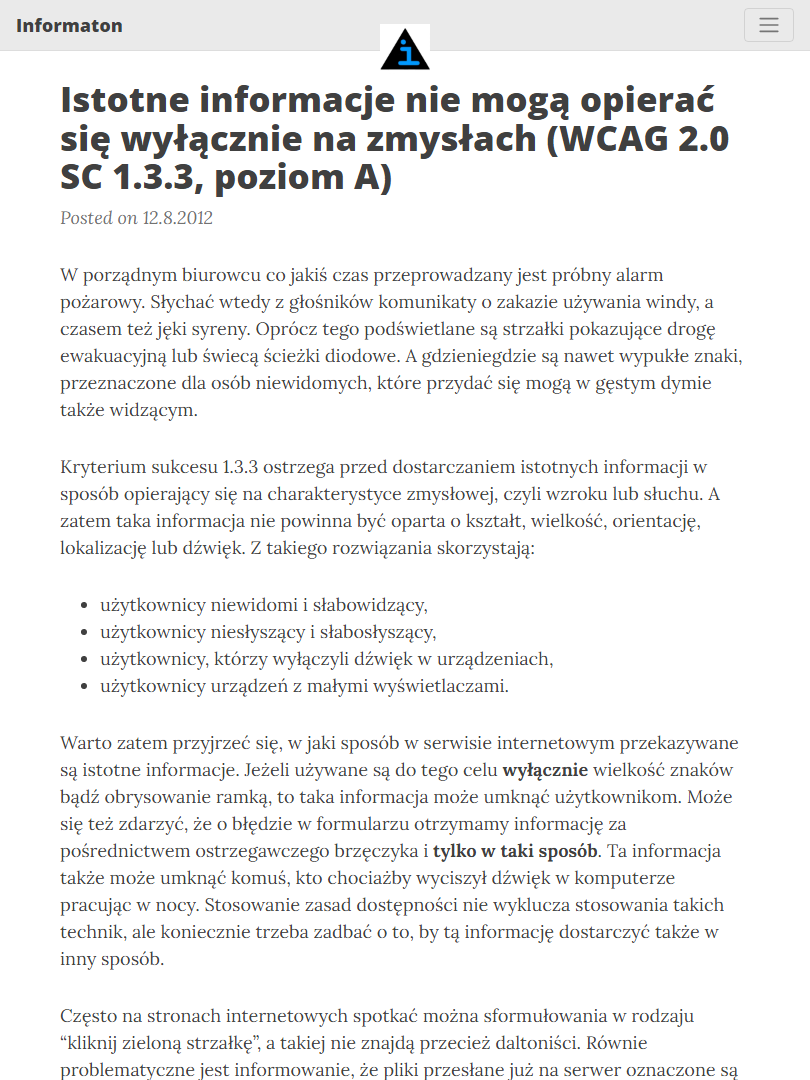 Informaton
i
Istotne informacje nie mogą opierać
się wyłącznie na zmysłach (WCAG 2.0
SC 1.3.3, poziom A)
Posted on 12.8.2012
W porządnym biurowcu co jakiś czas przeprowadzany jest próbny alarm
pożarowy. Słychać wtedy z głośników komunikaty o zakazie używania windy, a
czasem też jęki syreny. Oprócz tego podświetlane są strzałki pokazujące drogę
ewakuacyjną lub świecą ścieżki diodowe. A gdzieniegdzie są nawet wypukłe znaki,
przeznaczone dla osób niewidomych, które przydać się mogą w gęstym dymie
także widzącym.
Kryterium sukcesu 1.3.3 ostrzega przed dostarczaniem istotnych informacji w
sposób opierający się na charakterystyce zmysłowej, czyli wzroku lub słuchu. A
zatem taka informacja nie powinna być oparta o kształt, wielkość, orientację,
lokalizację lub dźwięk. Z takiego rozwiązania skorzystają:
użytkownicy niewidomi i słabowidzący,
użytkownicy niesłyszący i słabosłyszący,
użytkownicy, którzy wyłączyli dźwięk w urządzeniach,
użytkownicy urządzeń z małymi wyświetlaczami.
Warto zatem przyjrzeć się, w jaki sposób w serwisie internetowym przekazywane
są istotne informacje. Jeżeli używane są do tego celu wyłącznie wielkość znaków
bądź obrysowanie ramką, to taka informacja może umknąć użytkownikom. Może
się też zdarzyć, że o błędzie w formularzu otrzymamy informację za
pośrednictwem ostrzegawczego brzęczyka i tylko w taki sposób. Ta informacja
także może umknąć komuś, kto chociażby wyciszył dźwięk w komputerze
pracując w nocy. Stosowanie zasad dostępności nie wyklucza stosowania takich
technik, ale koniecznie trzeba zadbać o to, by tą informację dostarczyć także w
inny sposób.
Często na stronach internetowych spotkać można sformułowania w rodzaju
“kliknij zieloną strzałkę”, a takiej nie znajdą przecież daltoniści. Równie
problematyczne jest informowanie, że pliki przesłane już na serwer oznaczone są